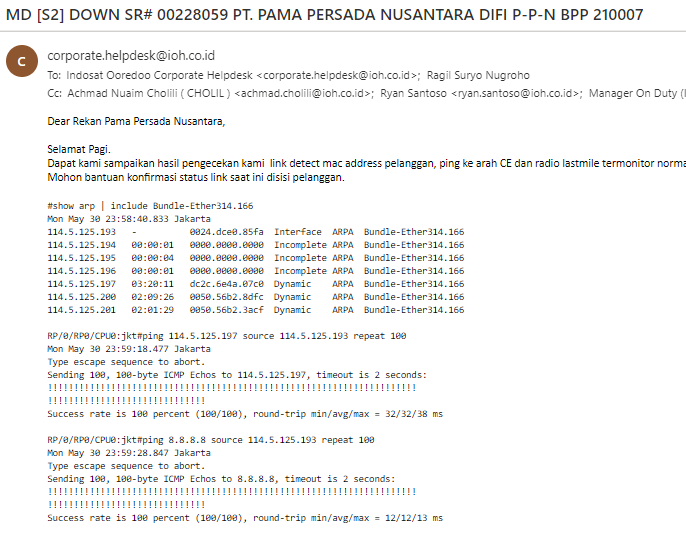 MD [S2] DOWN SR# 00228059 PT. PAMA PERSADA NUSANTARA DIFI P-P-N BPP 210007
C
corporate.helpdesk@ioh.co.id
To: Indosat Ooredoo Corporate Helpdesk <corporate.helpdesk@ioh.co.id>; Ragil Suryo Nugroho
Cc: Achmad Nuaim Cholili ( CHOLIL ) <achmad.cholili@ioh.co.id>; Ryan Santoso <ryan.santoso@ioh.co.id>; Manager On Duty (I
Dear Rekan Pama Persada Nusantara,
Selamat Pagi.
Dapat kami sampaikan hasil pengecekan kami link detect mac address pelanggan, ping ke arah CE dan radio lastmile termonitor norma
Mohon bantuan konfirmasi status link saat ini disisi pelanggan.
#show arp | include Bundle-Ether314.166
Mon May 30 23:58:40.833 Jakarta
114.5.125.193 - 0024.dce0.85fa Interface ARPA Bundle-Ether314.166
114.5.125.194 00:00:01 0000.0000.0000 Incomplete ARPA Bundle-Ether314.166
114.5.125.195 00:00:04 0000.0000.0000 Incomplete ARPA Bundle-Ether314.166
114.5.125.196 00:00:01 0000.0000.0000 Incomplete ARPA Bundle-Ether314.166
114.5.125.197 03:20:11 dc2c.6e4a.07c0 Dynamic ARPA Bundle-Ether314.166
114.5.125.200 02:09:26 0050.56b2.8dfc Dynamic ARPA Bundle-Ether314.166
114.5.125.201 02:01:29 0050.56b2.3acf Dynamic ARPA Bundle-Ether314.166
RP/0/RP0/CPU0:jkt#ping 114.5.125.197 source 114.5.125.193 repeat 100
Mon May 30 23:59:18.477 Jakarta
Type escape sequence to abort.
Sending 100, 100-byte ICMP Echos to 114.5.125.197, timeout is 2 seconds:
!!!!!!!!!!!!!!!!!!!!!!!!!!!!!!!!!!!!!!!!!!!!!!!!!!!!!!!!!!!!!!!!!!!!!!
!!!!!!!!!!!!!!!!!!!!!!!!!!!!!!
Success rate is 100 percent (100/100), round-trip min/avg/max = 32/32/38 ms
RP/0/RP0/CPU0:jkt#ping 8.8.8.8 source 114.5.125.193 repeat 100
Mon May 30 23:59:28.847 Jakarta
Type escape sequence to abort.
Sending 100, 100-byte ICMP Echos to 8.8.8.8, timeout is 2 seconds:
!!!!!!!!!!!!!!!!!!!!!!!!!!!!!!!!!!!!!!!!!!!!!!!!!!!!!!!!!!!!!!!!!!!!!!
!!!!!!!!!!!!!!!!!!!!!!!!!!!!!!
Success rate is 100 percent (100/100), round-trip min/avg/max = 12/12/13 ms